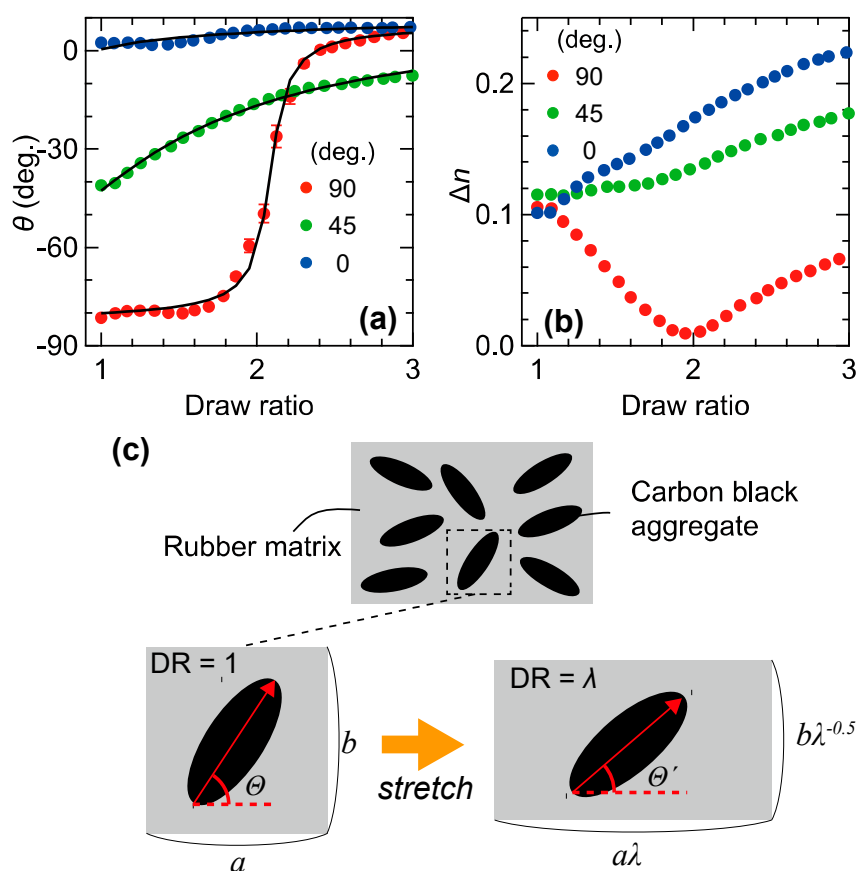 0
-30
-60
-90
θ (deg.)
(deg.)
90
45
0
(a)
1
2
3
Draw ratio
0.2
0.1
0.0
Δn
(deg.)
90
45
0
(b)
1
2
3
Draw ratio
(c)
Rubber matrix
Carbon black
aggregate
DR = 1
Θ
b
a
stretch
DR = λ
Θ′
bλ-0.5
aλ